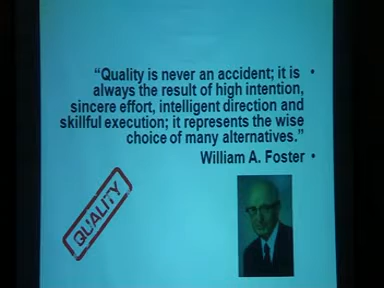 “Quality is never an accident; it is •
always the result of high intention,
sincere effort, intelligent direction and
skillful execution; it represents the wise
choice of many alternatives.”
William A. Foster •
QUALITY